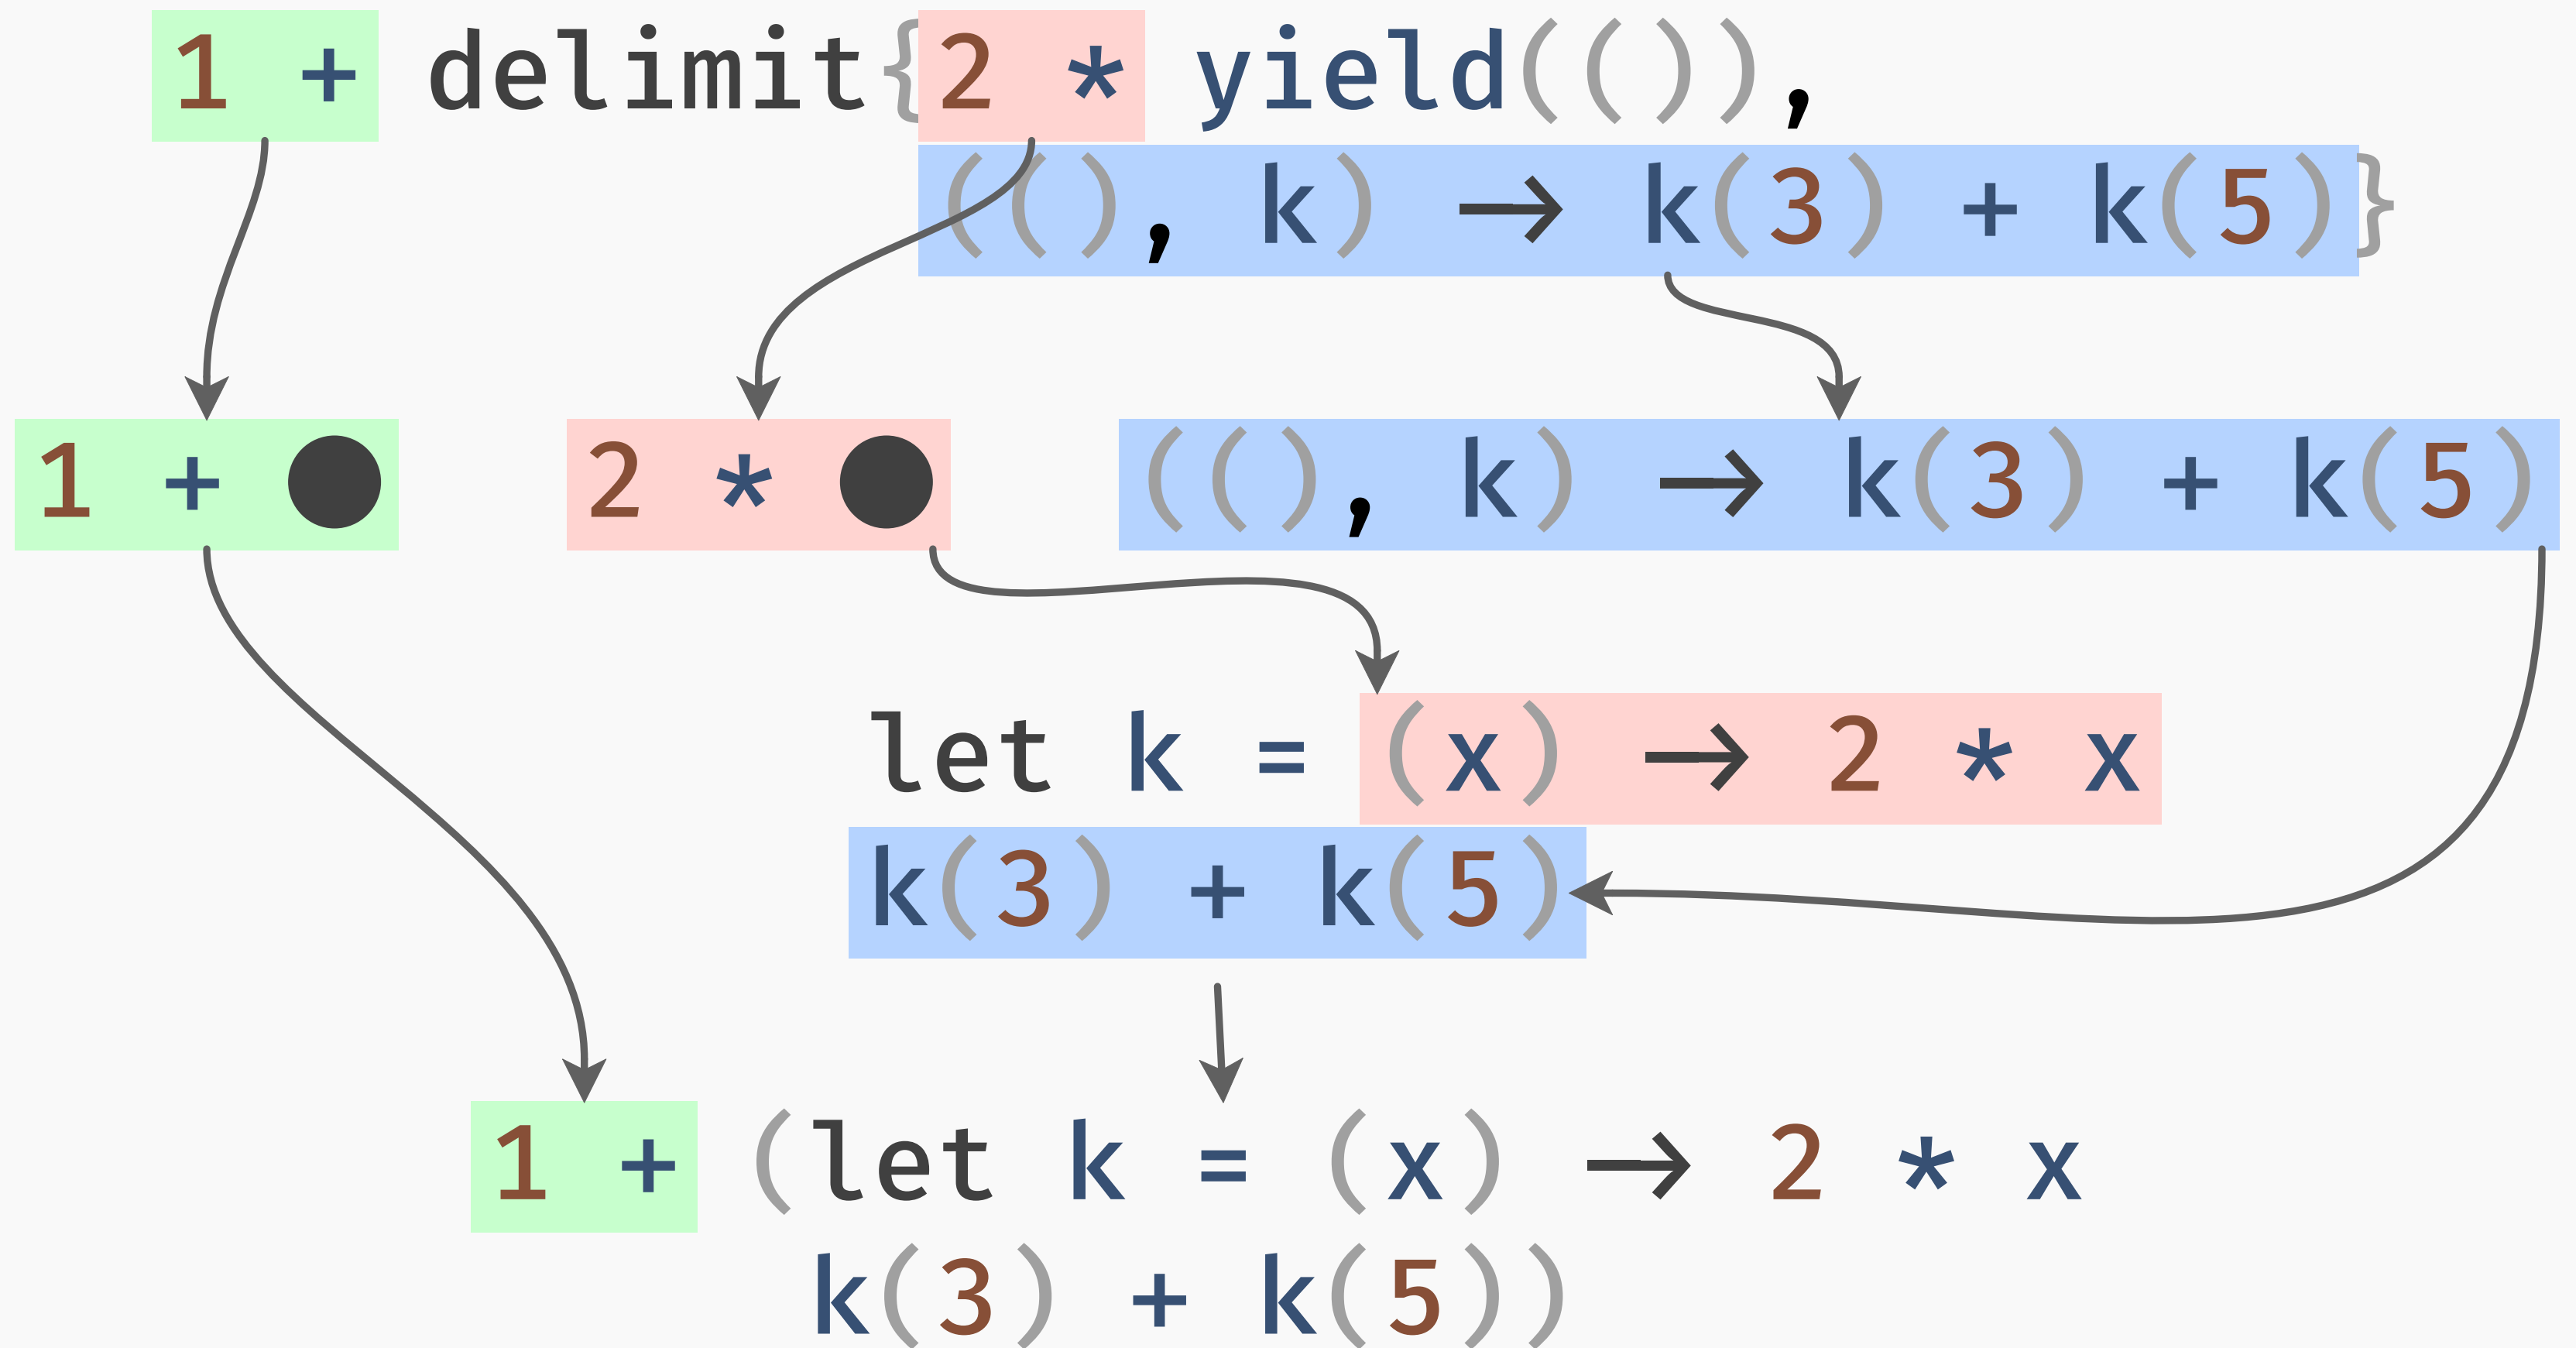 1 + delimit{2 * yield(()),
((), k) → k(3) + k(5)}
1 + ● 2 * ● ((), k) → k(3) + k(5)
let k = (x) → 2 * x
k(3) + k(5)
1 + (let k = (x) → 2 * x
k(3) + k(5))